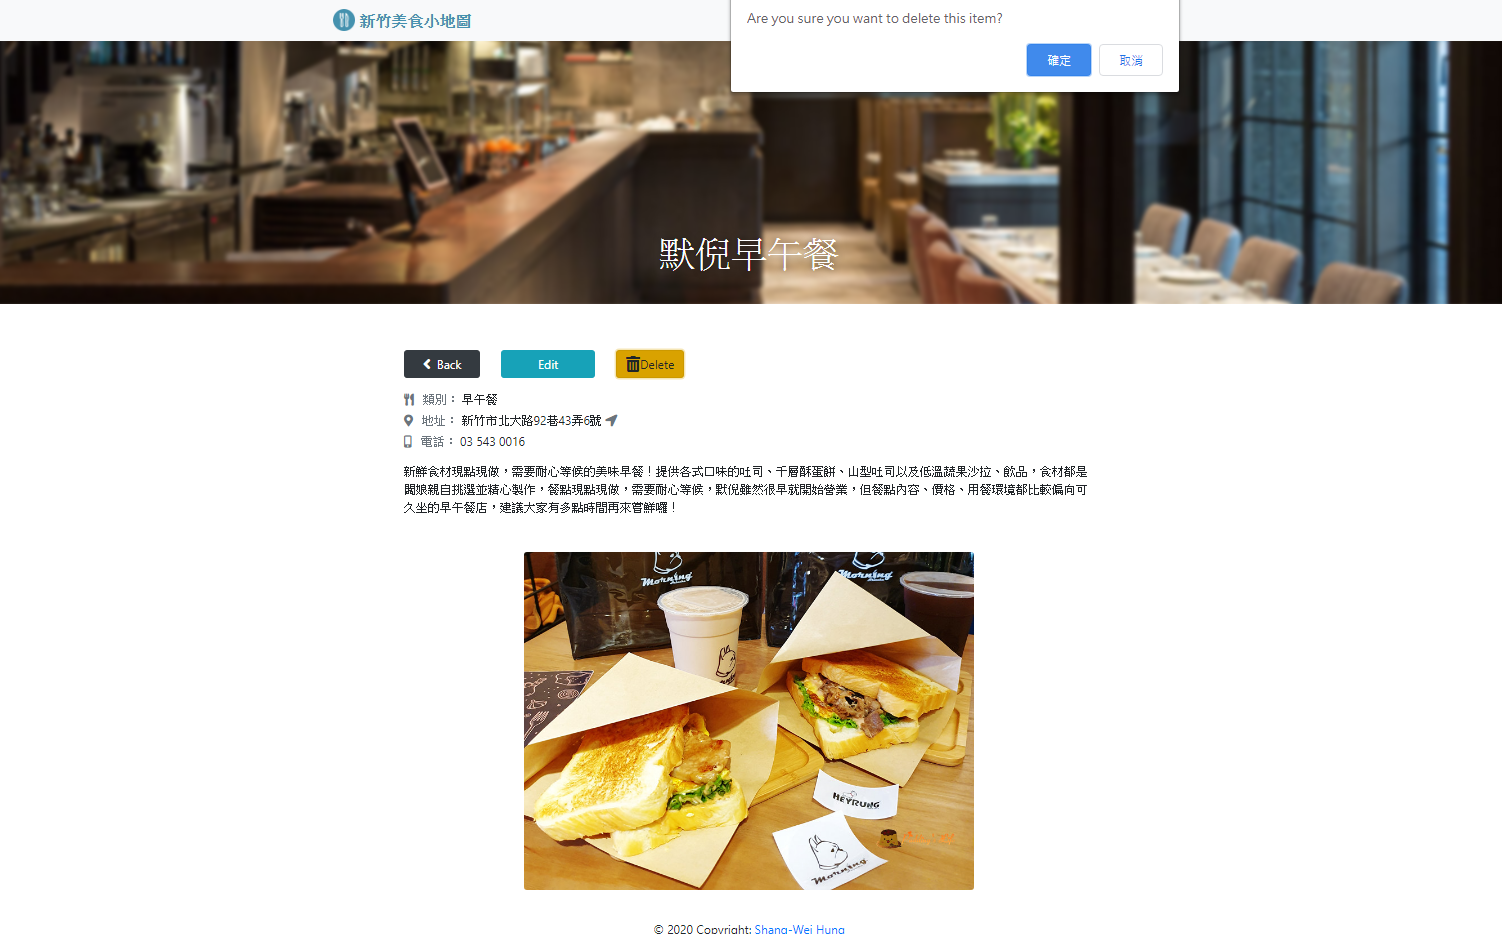 新竹美食小地圖
Are you sure you want to delete this item?
確定
取消
默倪早午餐
Back
Edit
Delete
類別： 早午餐
地址： 新竹市北大路92巷43弄6號
電話： 03 543 0016
新鮮食材現點現做，需要耐心等候的美味早餐！提供各式口味的吐司、千層酥蛋餅、山型吐司以及低溫蔬果沙拉、飲品，食材都是
闆娘親自挑選並精心製作，餐點現點現做，需要耐心等候，默倪雖然很早就開始營業，但餐點內容、價格、用餐環境都比較偏向可
久坐的早午餐店，建議大家有多點時間再來嘗鮮囉！
Morning
Morning
HEYRUNG
Morning
© 2020 Copyright: Shang-Wei Hung